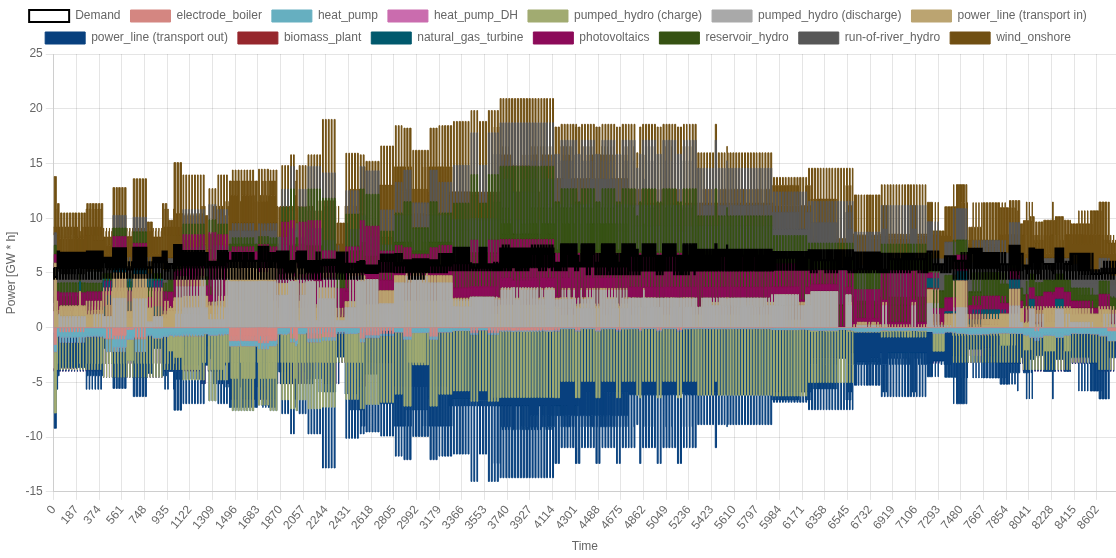 Demand electrode_boiler heat_pump heat_pump_DH pumped_hydro (charge) pumped_hydro (discharge) power_line (transport in)
power_line (transport out) biomass_plant natural_gas_turbine photovoltaics reservoir_hydro run-of-river_hydro wind_onshore
25
20
15
10
5
0
-5
-10
-15
Power [GW * h]
0 187 374 561 748 935 1122 1309 1496 1683 1870 2057 2244 2431 2618 2805 2992 3179 3366 3553 3740 3927 4114 4301 4488 4675 4862 5049 5236 5423 5610 5797 5984 6171 6358 6545 6732 6919 7106 7293 7480 7667 7854 8041 8228 8415 8602
Time